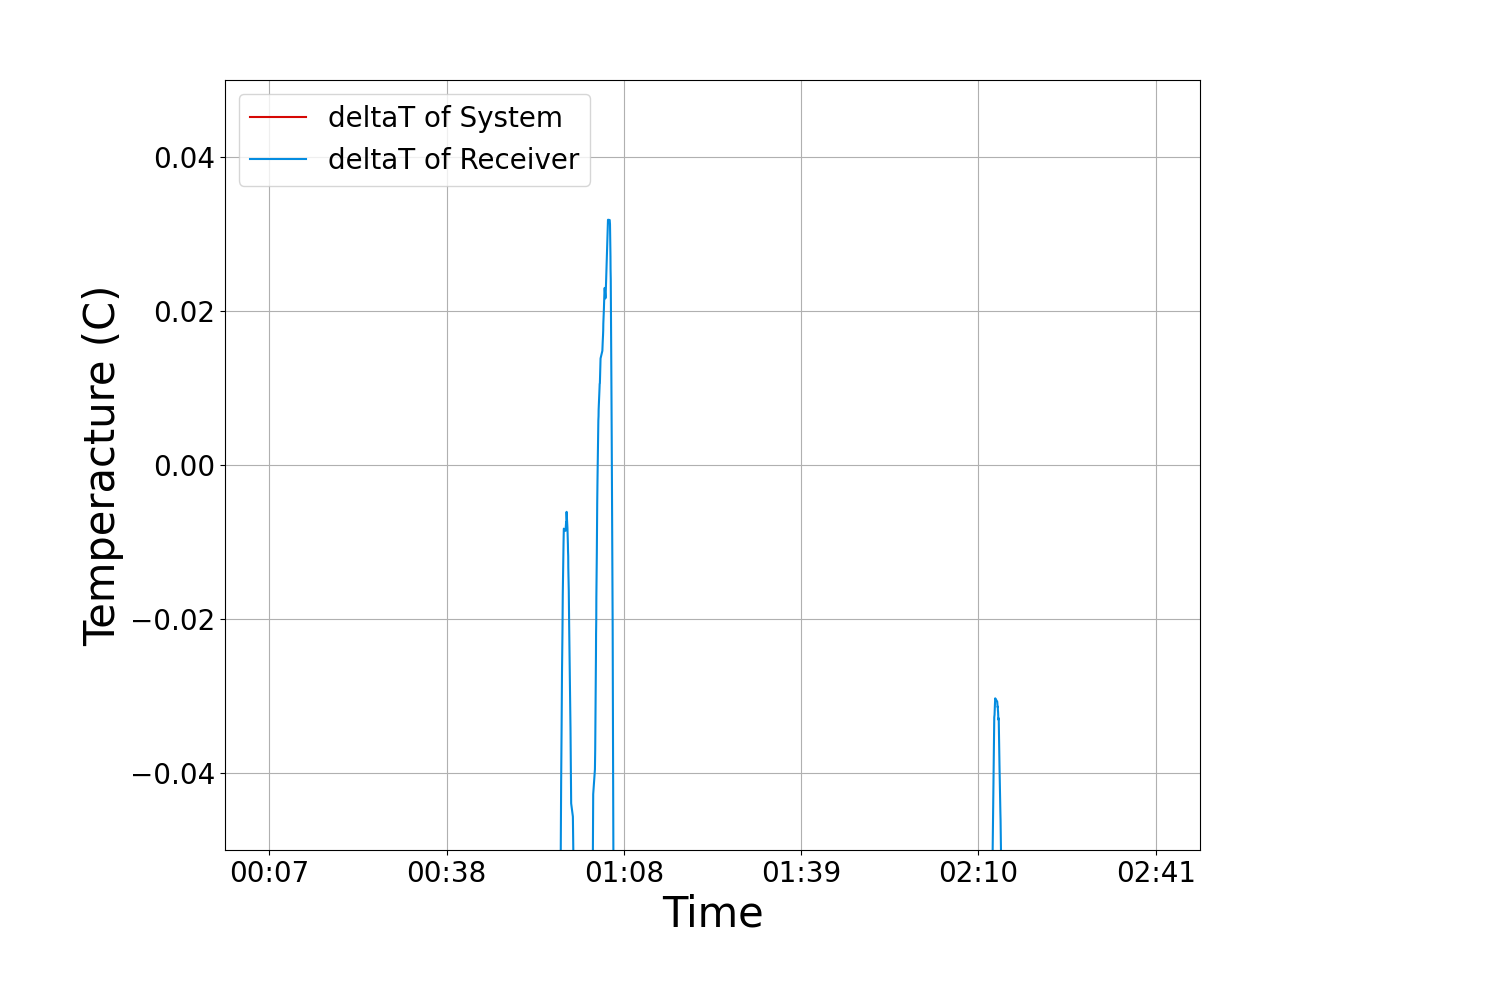 deltaT of System
deltaT of Receiver
0.04
0.02
0.00
−0.02
−0.04
Temperacture (C)
00:07 00:38 01:08 01:39 02:10 02:41
Time